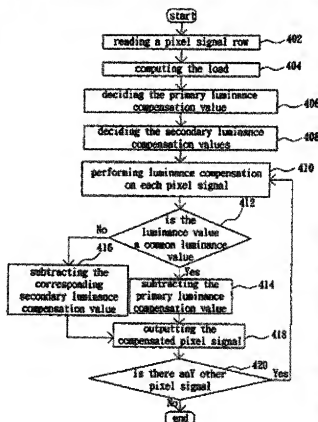 start
reading a pixel signal row
402
computing the load
404
deciding the primary luminance
compensation value
406
deciding the secondary luminance
compensation values
408
performing luminance compensation
on each pixel signal
410
is the
luminance value
a common luminance
value
412
No
Yes
416
subtracting the
corresponding
secondary luminance
compensation value
subtracting the
primary luminance
compensation value
414
outputting the
compensated pixel signal
418
is there any other
pixel signal
420
Yes
No
end